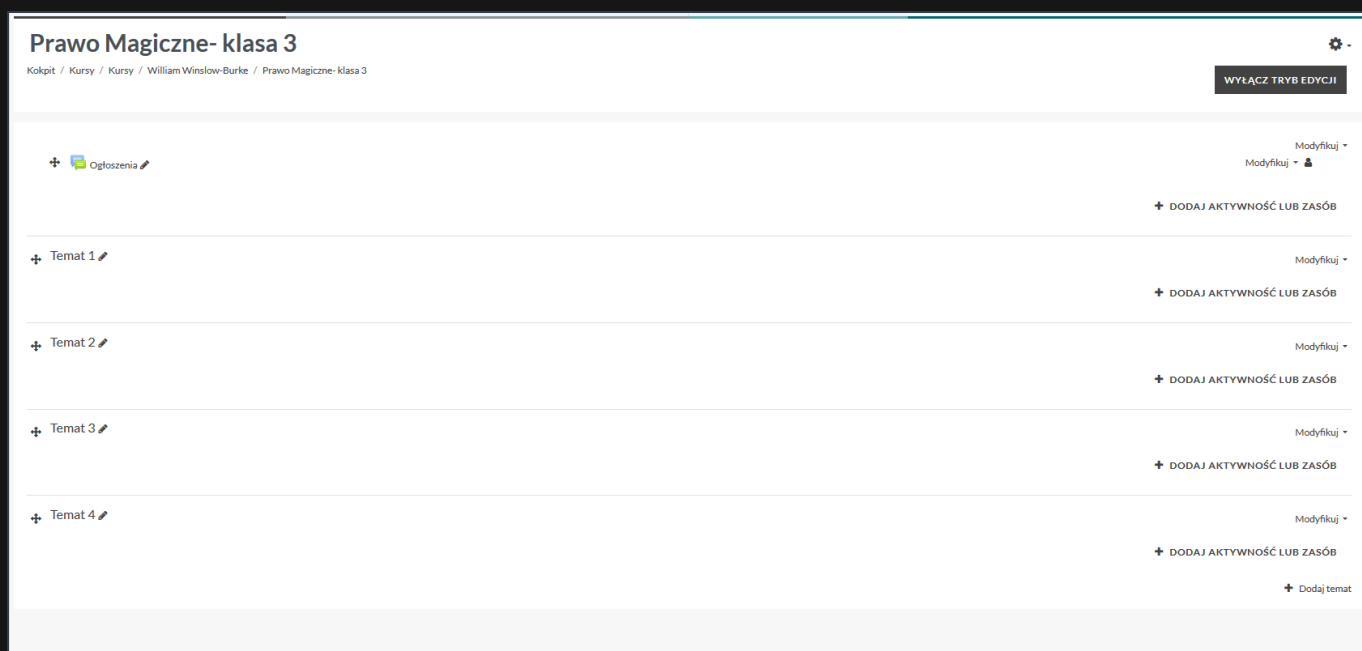 Prawo Magiczne- klasa 3
Kokpit / Kursy / Kursy / William Winslow-Burke / Prawo Magiczne- klasa 3
WYŁĄCZ TRYB EDYCJI
Modyfikuj
Ogłoszenia
Modyfikuj
+ DODAJ AKTYWNOŚĆ LUB ZASÓB
Temat 1
Modyfikuj
+ DODAJ AKTYWNOŚĆ LUB ZASÓB
Temat 2
Modyfikuj
+ DODAJ AKTYWNOŚĆ LUB ZASÓB
Temat 3
Modyfikuj
+ DODAJ AKTYWNOŚĆ LUB ZASÓB
Temat 4
Modyfikuj
+ DODAJ AKTYWNOŚĆ LUB ZASÓB
+ Dodaj temat